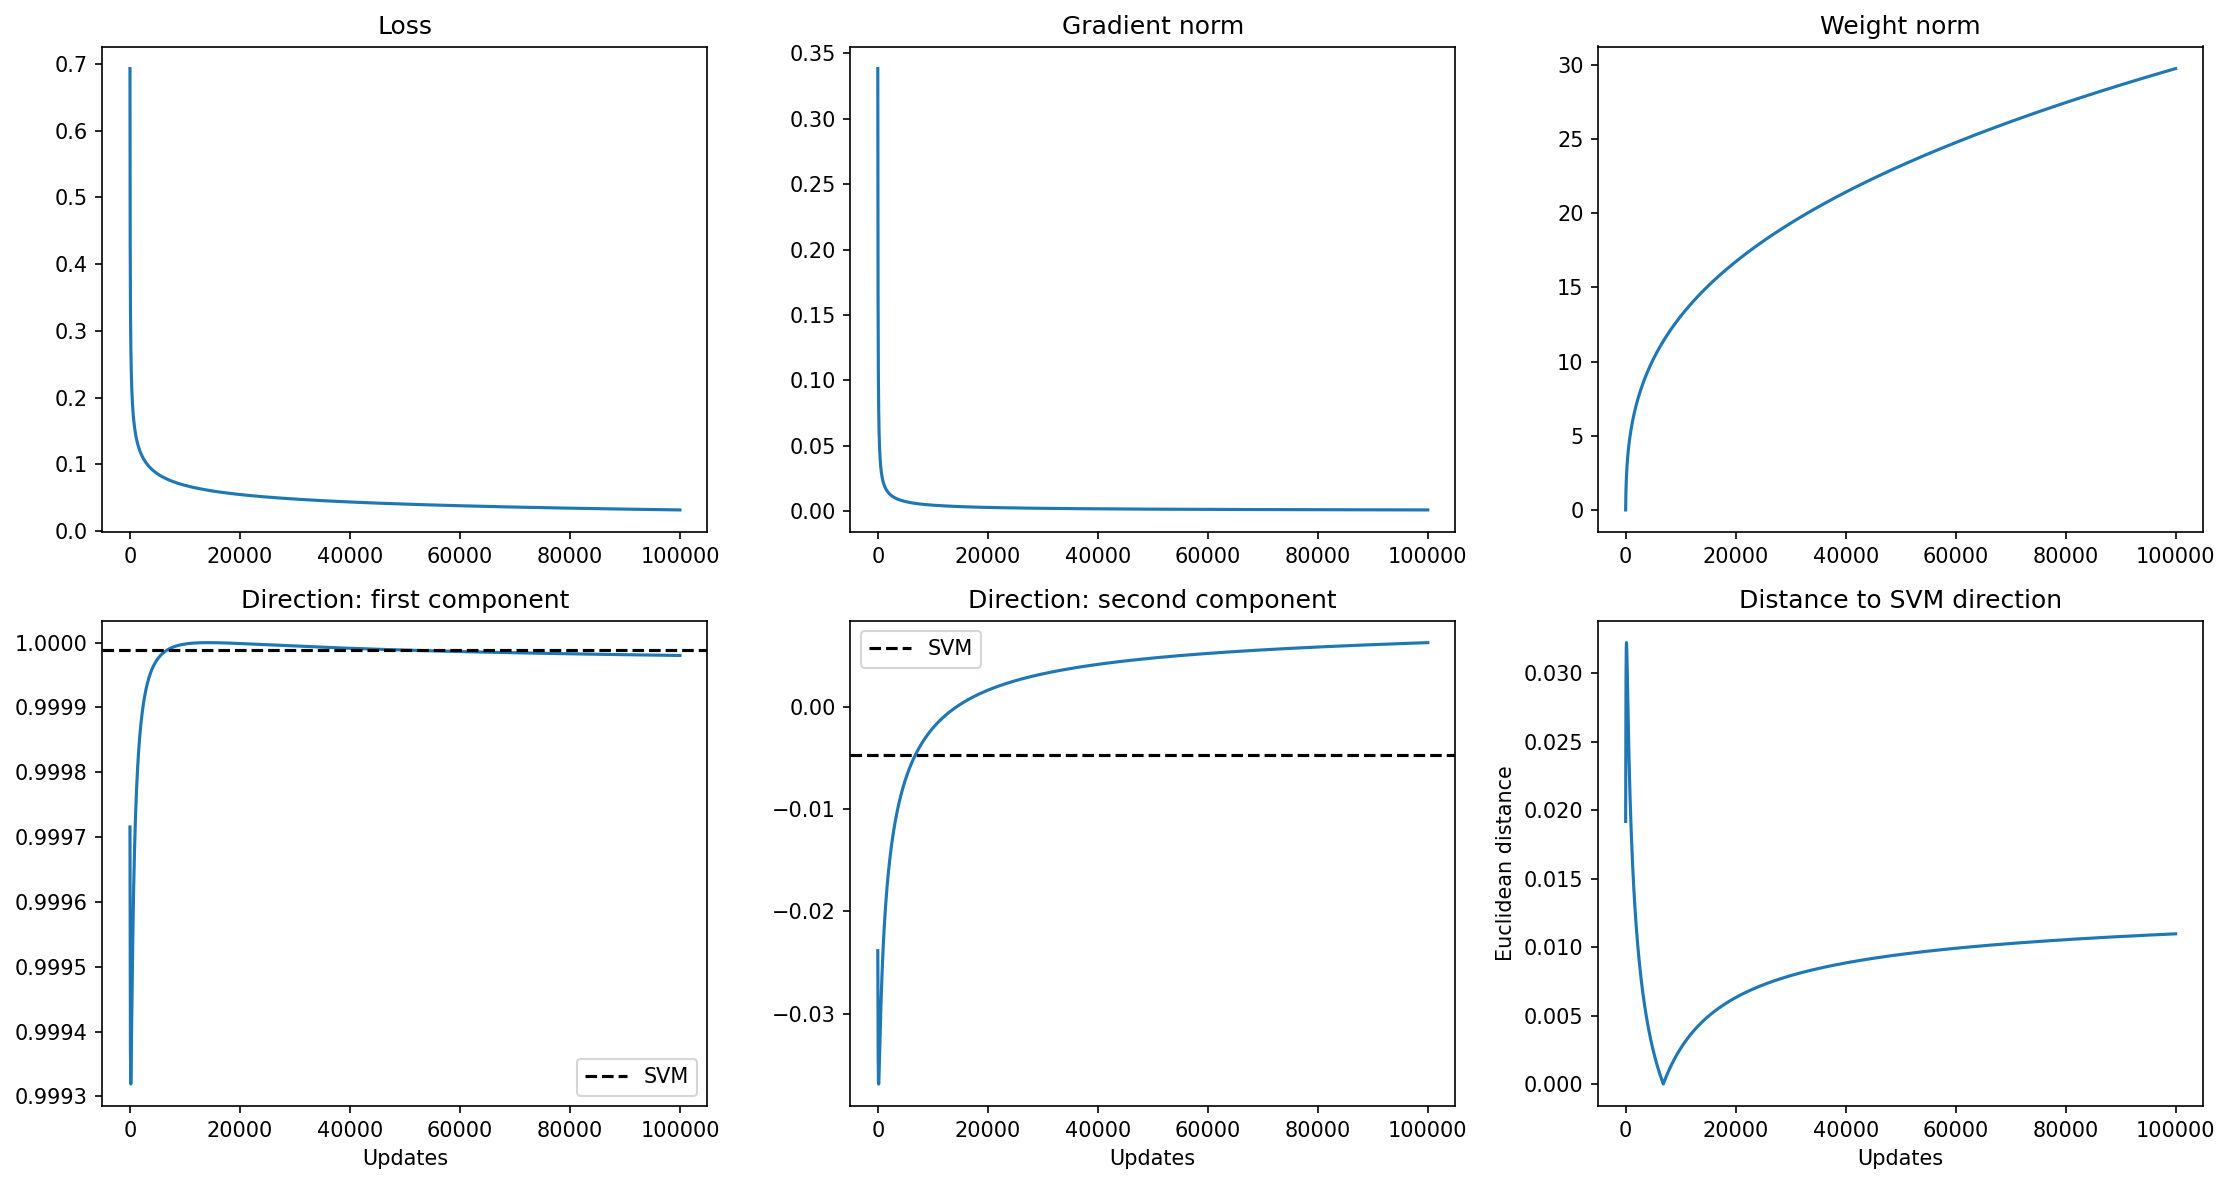 Loss
0.7
0.6
0.5
0.4
0.3
0.2
0.1
0.0
0 20000 40000 60000 80000 100000
Gradient norm
0.35
0.30
0.25
0.20
0.15
0.10
0.05
0.00
0 20000 40000 60000 80000 100000
Weight norm
30
25
20
15
10
5
0
0 20000 40000 60000 80000 100000
Direction: first component
1.0000
0.9999
0.9998
0.9997
0.9996
0.9995
0.9994
0.9993
SVM
0 20000 40000 60000 80000 100000
Updates
Direction: second component
SVM
0.00
−0.01
−0.02
−0.03
0 20000 40000 60000 80000 100000
Updates
Distance to SVM direction
Euclidean distance
0.030
0.025
0.020
0.015
0.010
0.005
0.000
0 20000 40000 60000 80000 100000
Updates